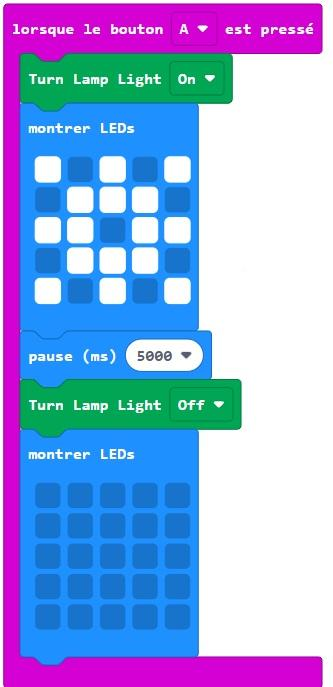 lorsque le bouton A est pressé
Turn Lamp Light On
montrer LEDs
pause (ms) 5000
Turn Lamp Light Off
montrer LEDs